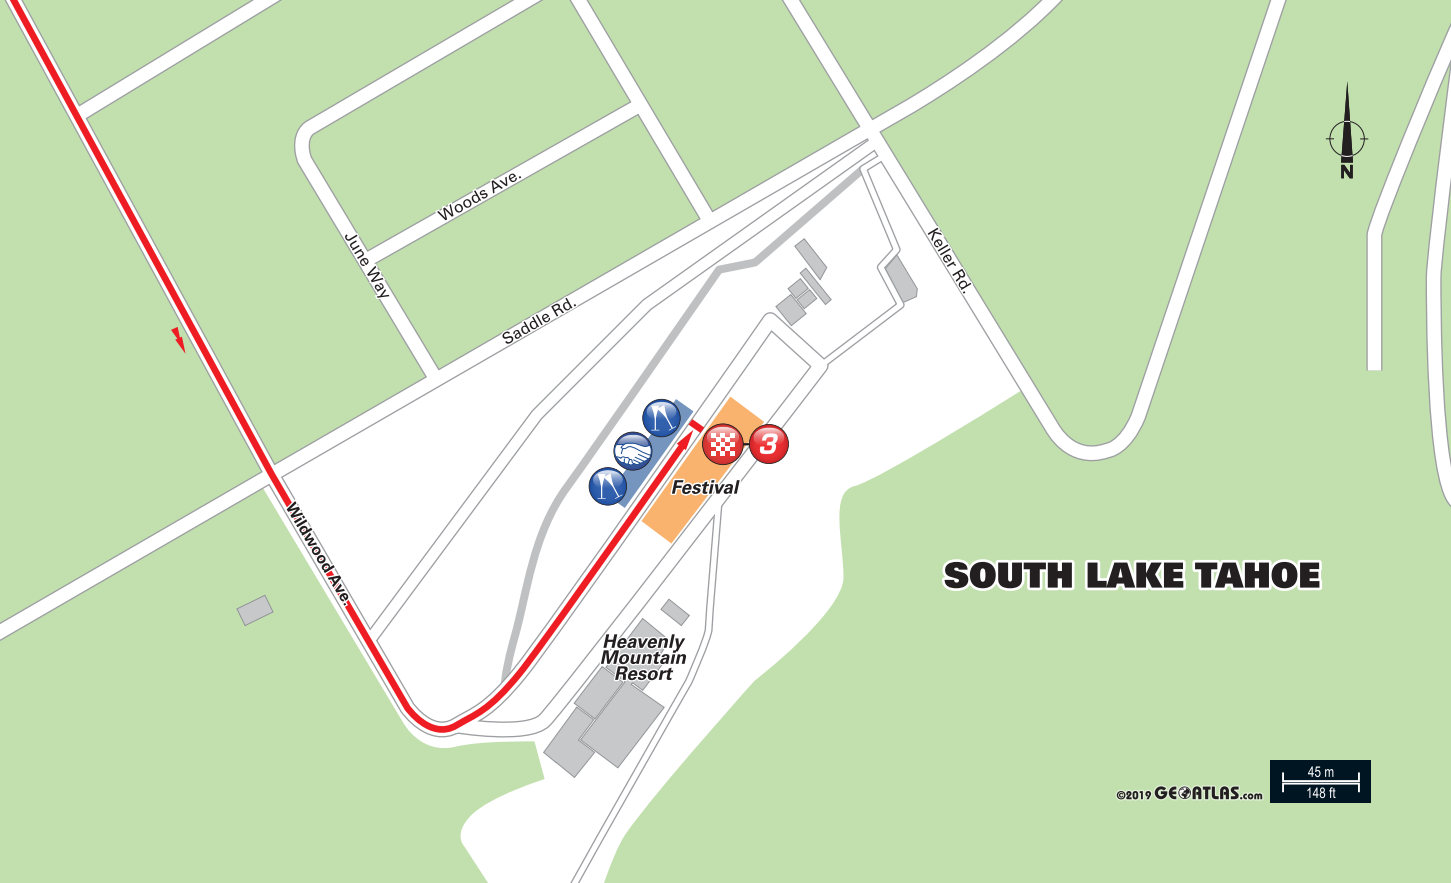 N
Woods Ave.
June Way
Keller Rd.
Saddle Rd.
3
Festival
Wildwood Ave.
SOUTH LAKE TAHOE
Heavenly
Mountain
Resort
45 m
148 ft
©2019 GEOATLAS.com